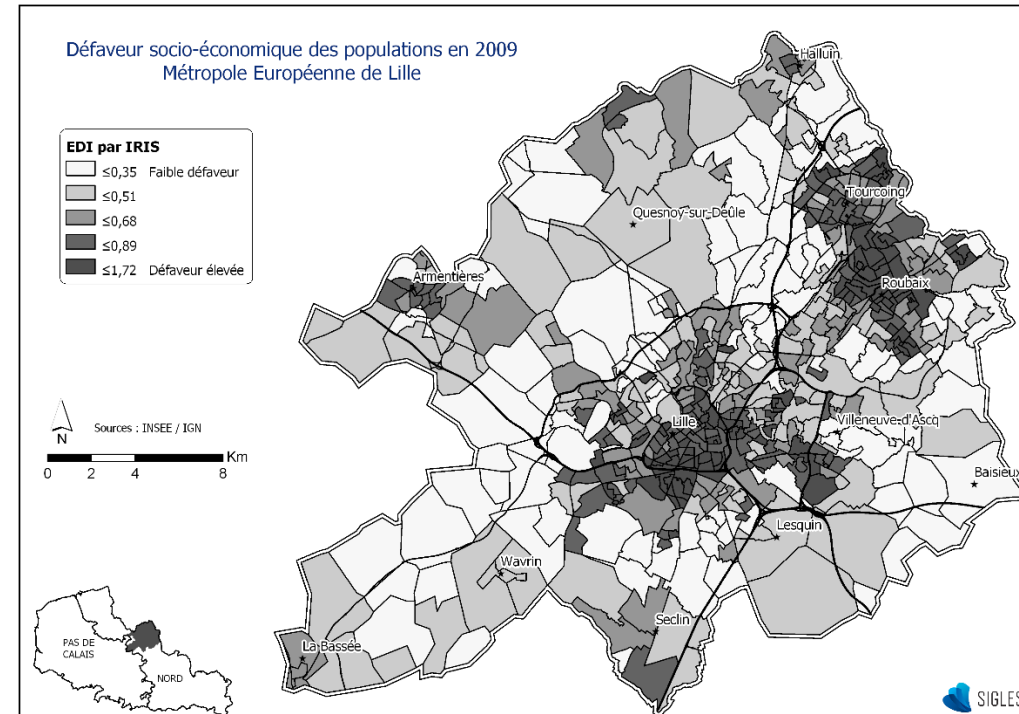 Défaveur socio-économique des populations en 2009
Métropole Européenne de Lille
EDI par IRIS
≤0,35 Faible défaveur
≤0,51
≤0,68
≤0,89
≤1,72 Défaveur élevée
Halluin
Tourcoing
Quesnoy-sur-Deûle
Armentières
Roubaix
Lille
Villeneuve-d'Ascq
Baisieux
Lesquin
Wavrin
Seclin
La Bassée
N
Sources : INSEE / IGN
Km
0 2 4 8
PAS DE
CALAIS
NORD
SIGLES